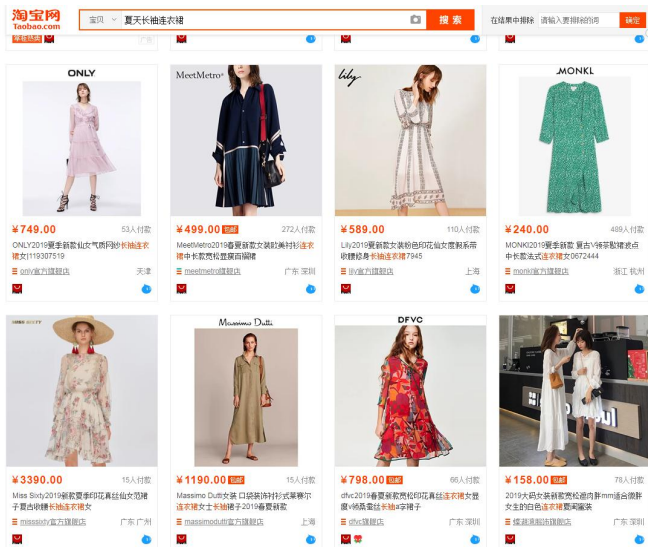 淘宝网
Taobao.com
宝贝
夏天长袖连衣裙
搜 索
在结果中排除
请输入要排除的词
确定
ONLY
MeetMetro+
lily
MONKI
¥749.00
53人付款
¥499.00 包邮
272人付款
¥589.00
110人付款
¥240.00
489人付款
ONLY2019夏季新款仙女气质网纱长袖连衣
裙女|119307519
MeetMetro2019春夏新款女装
连衣
裙中长款宽松显瘦百褶裙
Lily2019夏新款女装粉色印花仙女度假系带
收腰修身长袖连衣裙7945
MONKI2019夏季新款 复古V领茶歇裙波点
中长款法式连衣裙女0672444
only官方旗舰店
天津
meetmetro旗舰店
广东 深圳
lily官方旗舰店
上海
monki官方旗舰店
浙江 杭州
Massimo Dutti
DFVC
¥3390.00
15人付款
¥1190.00 包邮
15人付款
¥798.00 包邮
66人付款
¥158.00 包邮
78人付款
Miss Sixty2019新款夏季印花真丝仙女范裙
子复古收腰长袖连衣裙女
Massimo Dutti女装 口袋装饰衬衫式莱赛尔
连衣裙女士长袖裙子2019春夏新款
dfvc2019春夏新款宽松印花真丝连衣裙女显
瘦v领桑蚕丝长袖a字裙子
2019大码女装新款宽松遮肉胖mm适合微胖
女生的白色连衣裙夏闺蜜装
misssixty官方旗舰店
广东 广州
massimodutti官方旗舰店
上海
dfvc旗舰店
广东 深圳
广东 深圳